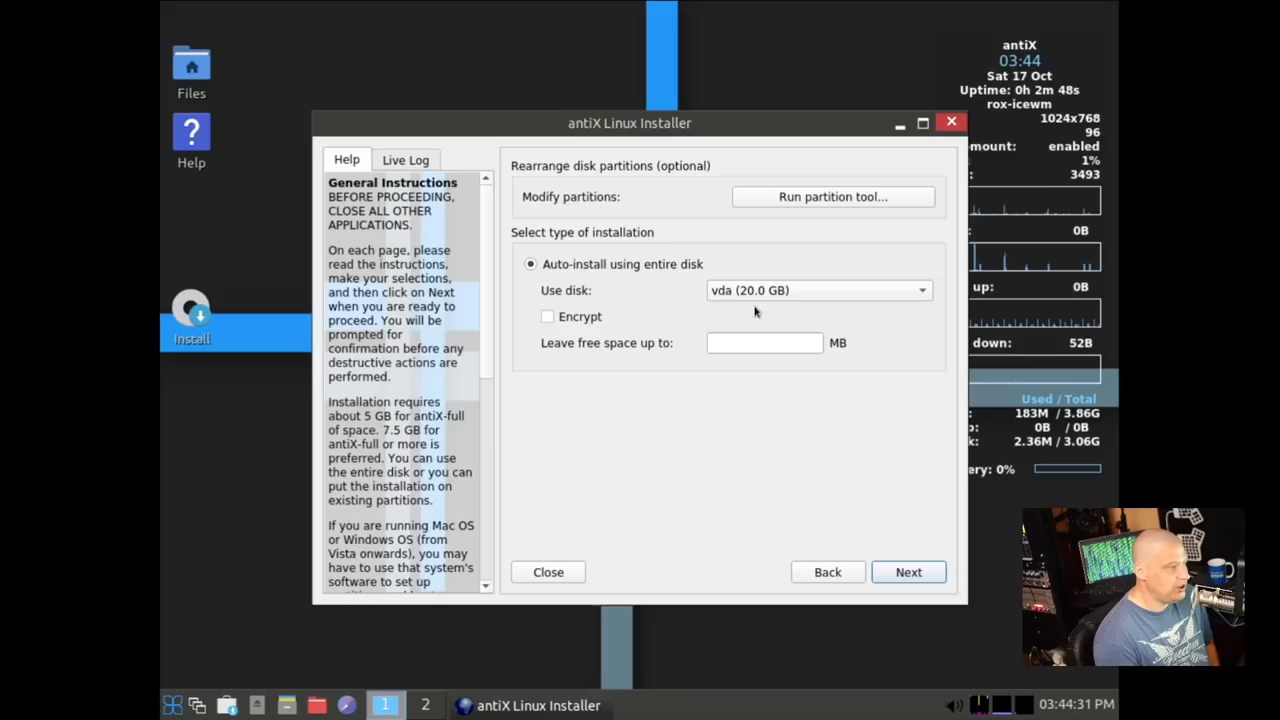 Files
Help
Install
antiX
03:44
Sat 17 Oct
Uptime: 0h 2m 48s
rox-icewm
1024x768
96
mount: enabled
1%
3493
0B
up: 0B
down: 52B
Used / Total
183M / 3.86G
0B / 0B
2.36M / 3.06G
ery: 0%
antiX Linux Installer
Help Live Log
General Instructions
BEFORE PROCEEDING,
CLOSE ALL OTHER
APPLICATIONS.
On each page, please
read the instructions,
make your selections,
and then click on Next
when you are ready to
proceed. You will be
prompted for
confirmation before any
destructive actions are
performed.
Installation requires
about 5 GB for antiX-full
of space. 7.5 GB for
antiX-full or more is
preferred. You can use
the entire disk or you can
put the installation on
existing partitions.
If you are running Mac OS
or Windows OS (from
Vista onwards), you may
have to use that system's
software to set up
Rearrange disk partitions (optional)
Modify partitions: Run partition tool...
Select type of installation
Auto-install using entire disk
Use disk: vda (20.0 GB)
Encrypt
Leave free space up to: MB
Close Back Next
1 2 antiX Linux Installer 03:44:31 PM